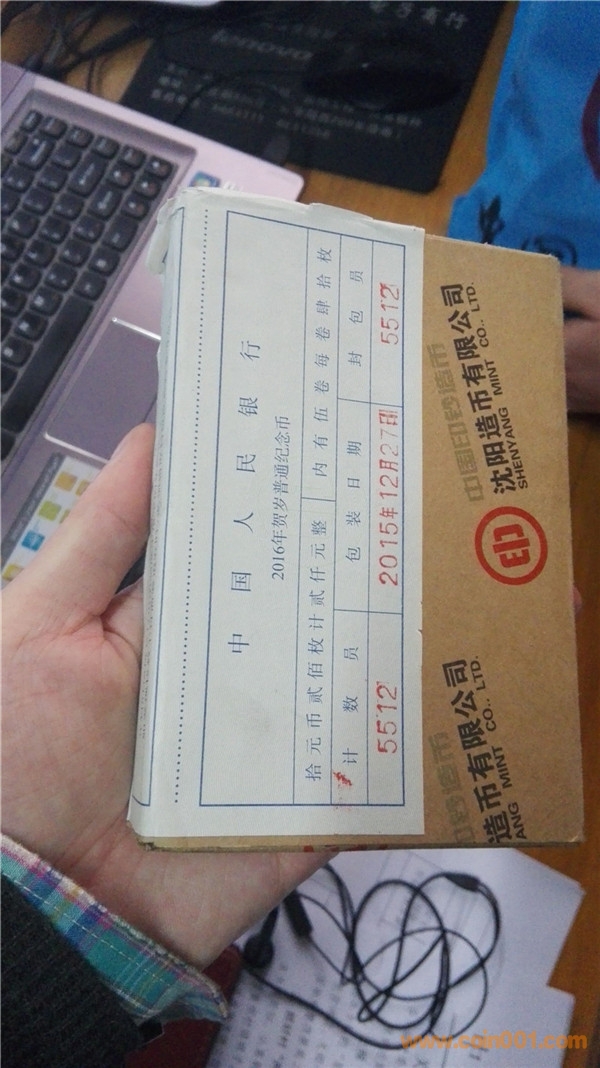 中国人民银行
2016年贺岁普通纪念币
拾元币贰佰枚计贰仟元整 内有伍卷每卷肆拾枚
计数员 包装日期 封包员
5512 2015年12月27日 5512
中国印钞造币
沈阳造币有限公司
SHENYANG MINT CO., LTD.
印钞造币
造币有限公司
ANG MINT CO., LTD.
lenovo
www.coin001.com